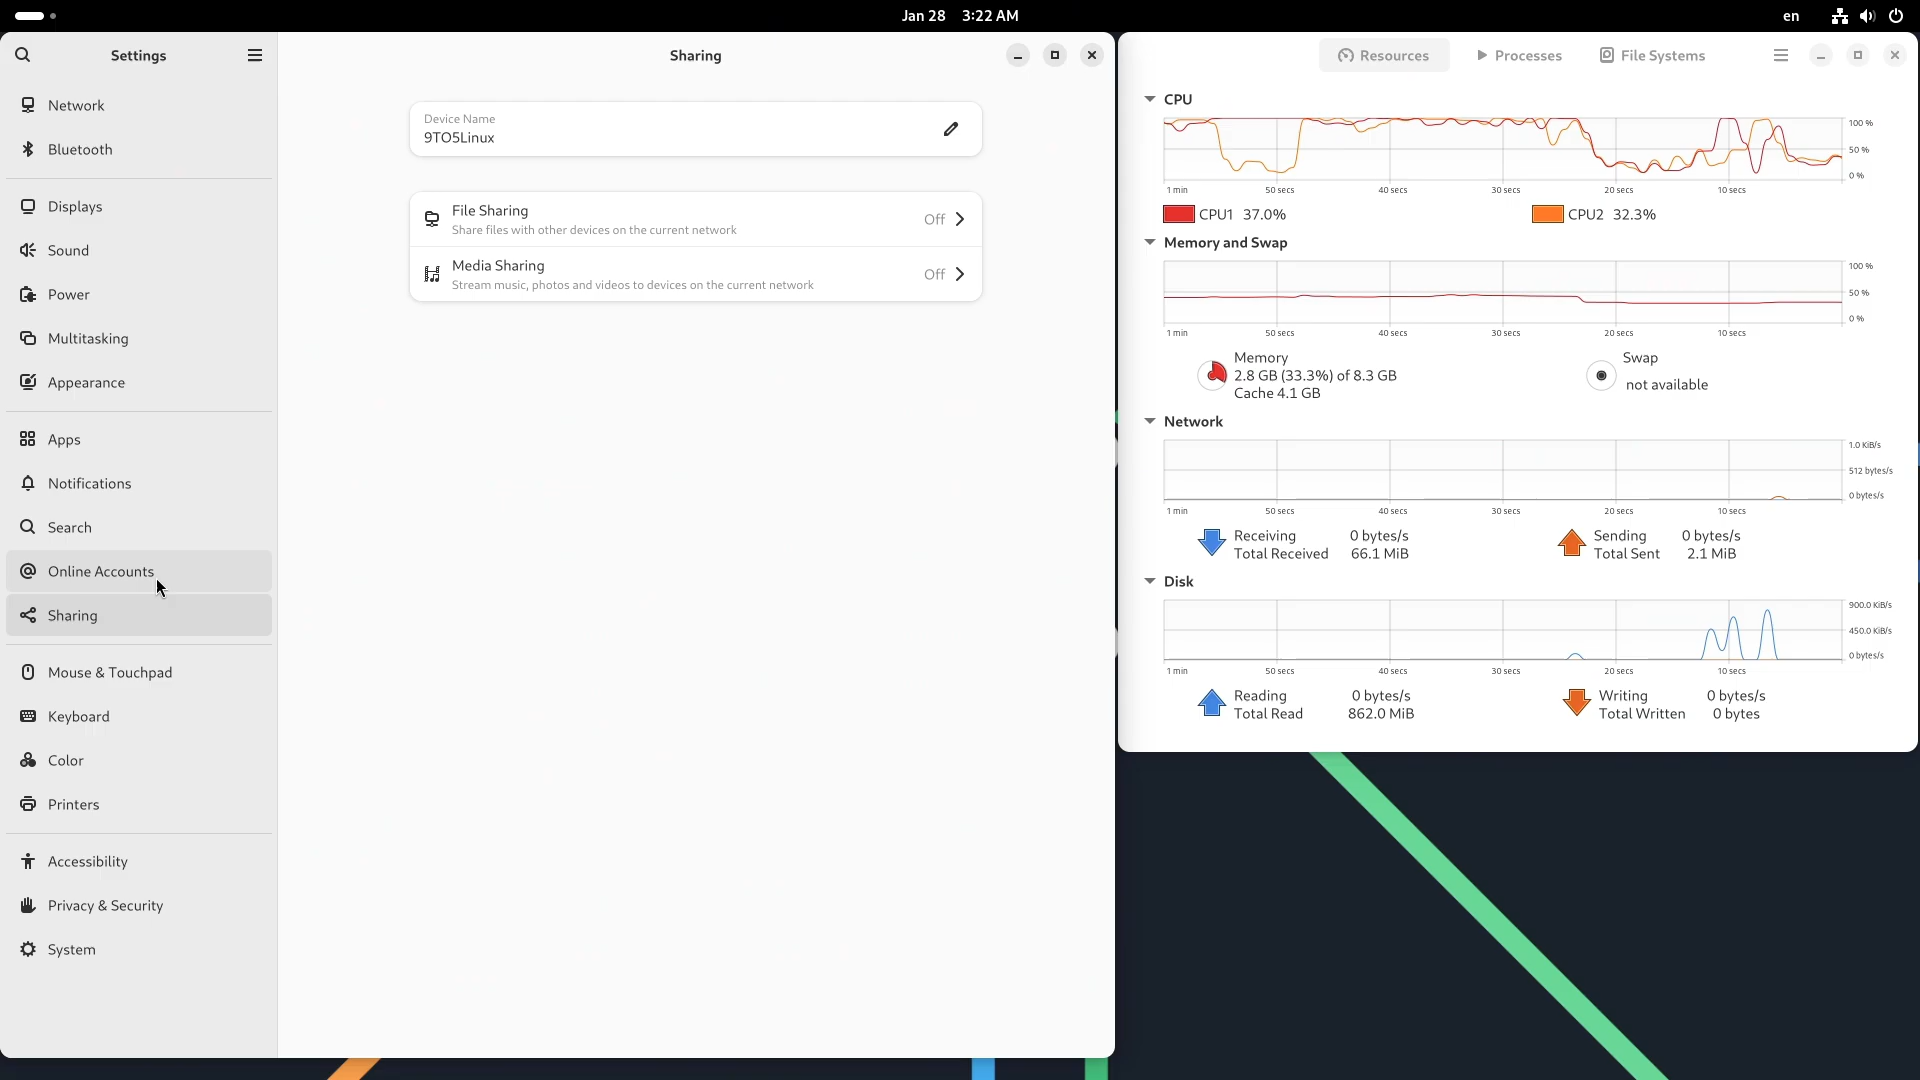 Jan 28 3:22 AM
en
Settings
Network
Bluetooth
Displays
Sound
Power
Multitasking
Appearance
Apps
Notifications
Search
Online Accounts
Sharing
Mouse & Touchpad
Keyboard
Color
Printers
Accessibility
Privacy & Security
System
Sharing
Device Name
9TO5Linux
File Sharing
Share files with other devices on the current network
Off
Media Sharing
Stream music, photos and videos to devices on the current network
Off
Resources Processes File Systems
CPU
100 %
50 %
0 %
1 min 50 secs 40 secs 30 secs 20 secs 10 secs
CPU1 37.0% CPU2 32.3%
Memory and Swap
100 %
50 %
0 %
1 min 50 secs 40 secs 30 secs 20 secs 10 secs
Memory
2.8 GB (33.3%) of 8.3 GB
Cache 4.1 GB
Swap
not available
Network
1.0 KiB/s
512 bytes/s
0 bytes/s
1 min 50 secs 40 secs 30 secs 20 secs 10 secs
Receiving 0 bytes/s
Total Received 66.1 MiB
Sending 0 bytes/s
Total Sent 2.1 MiB
Disk
900.0 KiB/s
450.0 KiB/s
0 bytes/s
1 min 50 secs 40 secs 30 secs 20 secs 10 secs
Reading 0 bytes/s
Total Read 862.0 MiB
Writing 0 bytes/s
Total Written 0 bytes